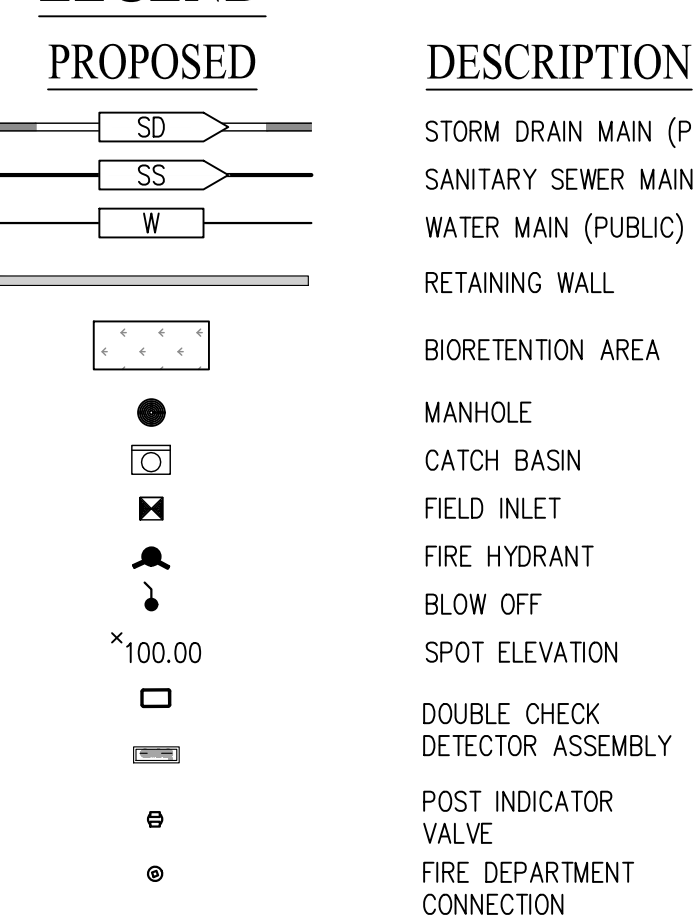 PROPOSED DESCRIPTION
SD STORM DRAIN MAIN (P
SS SANITARY SEWER MAIN
W WATER MAIN (PUBLIC)
RETAINING WALL
BIORETENTION AREA
MANHOLE
CATCH BASIN
FIELD INLET
FIRE HYDRANT
BLOW OFF
×100.00 SPOT ELEVATION
DOUBLE CHECK
DETECTOR ASSEMBLY
POST INDICATOR
VALVE
FIRE DEPARTMENT
CONNECTION